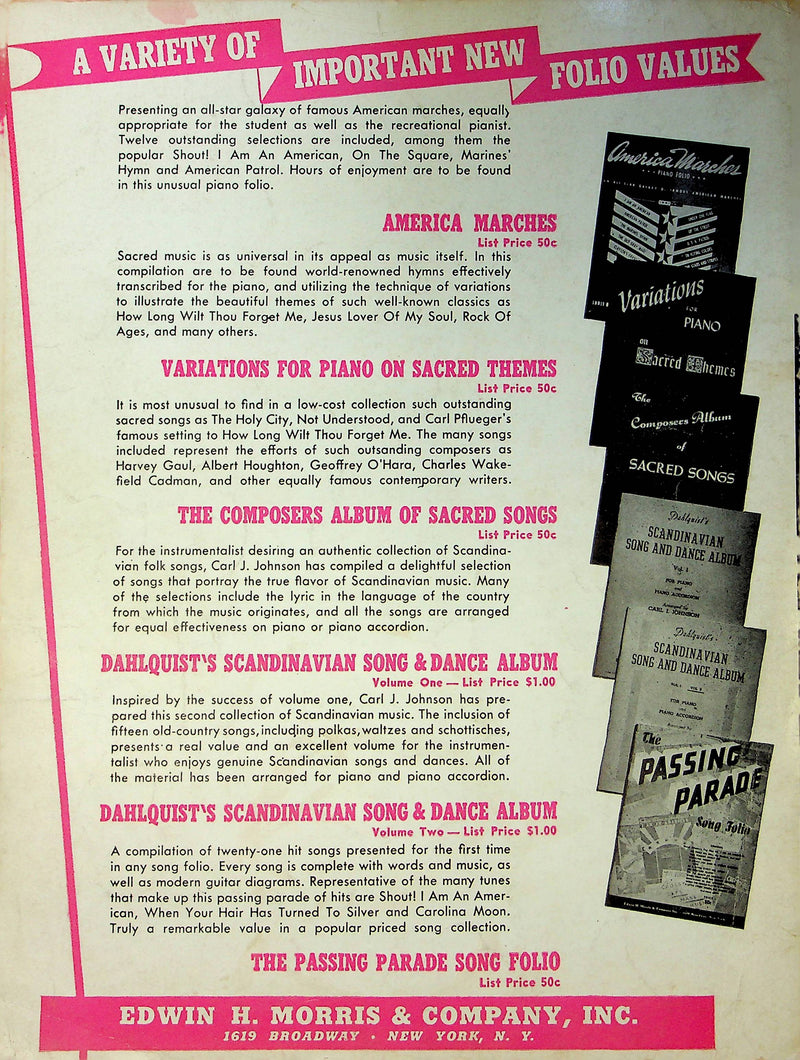 A VARIETY OF IMPORTANT NEW FOLIO VALUES
Presenting an all-star galaxy of famous American marches, equally
appropriate for the student as well as the recreational pianist.
Twelve outstanding selections are included, among them the
popular Shout! I Am An American, On The Square, Marines'
Hymn and American Patrol. Hours of enjoyment are to be found
in this unusual piano folio.
AMERICA MARCHES
List Price 50c
Sacred music is as universal in its appeal as music itself. In this
compilation are to be found world-renowned hymns effectively
transcribed for the piano, and utilizing the technique of variations
to illustrate the beautiful themes of such well-known classics as
How Long Wilt Thou Forget Me, Jesus Lover Of My Soul, Rock Of
Ages, and many others.
VARIATIONS FOR PIANO ON SACRED THEMES
List Price 50c
It is most unusual to find in a low-cost collection such outstanding
sacred songs as The Holy City, Not Understood, and Carl Pflueger's
famous setting to How Long Wilt Thou Forget Me. The many songs
included represent the efforts of such outsanding composers as
Harvey Gaul, Albert Houghton, Geoffrey O'Hara, Charles Wake-
field Cadman, and other equally famous contemporary writers.
THE COMPOSERS ALBUM OF SACRED SONGS
List Price 50c
For the instrumentalist desiring an authentic collection of Scandina-
vian folk songs, Carl J. Johnson has compiled a delightful selection
of songs that portray the true flavor of Scandinavian music. Many
of the selections include the lyric in the language of the country
from which the music originates, and all the songs are arranged
for equal effectiveness on piano or piano accordion.
DAHLQUIST'S SCANDINAVIAN SONG & DANCE ALBUM
Volume One — List Price $1.00
Inspired by the success of volume one, Carl J. Johnson has pre-
pared this second collection of Scandinavian music. The inclusion of
fifteen old-country songs, including polkas, waltzes and schottisches,
presents a real value and an excellent volume for the instrumen-
talist who enjoys genuine Scandinavian songs and dances. All of
the material has been arranged for piano and piano accordion.
DAHLQUIST'S SCANDINAVIAN SONG & DANCE ALBUM
Volume Two — List Price $1.00
A compilation of twenty-one hit songs presented for the first time
in any song folio. Every song is complete with words and music, as
well as modern guitar diagrams. Representative of the many tunes
that make up this passing parade of hits are Shout! I Am An Amer-
ican, When Your Hair Has Turned To Silver and Carolina Moon.
Truly a remarkable value in a popular priced song collection.
THE PASSING PARADE SONG FOLIO
List Price 50c
America Marches
PIANO FOLIO
Variations
FOR
PIANO
on
Sacred Themes
The
Composers Album
of
SACRED SONGS
Dahlquist's
SCANDINAVIAN
SONG AND DANCE ALBUM
Vol. 1
FOR PIANO
and
PIANO ACCORDION
Arranged by
CARL J. JOHNSON
Dahlquist's
SCANDINAVIAN
SONG AND DANCE ALBUM
FOR PIANO
and
PIANO ACCORDION
The
PASSING
PARADE
Song Folio
EDWIN H. MORRIS & COMPANY, INC.
1619 BROADWAY • NEW YORK, N. Y.